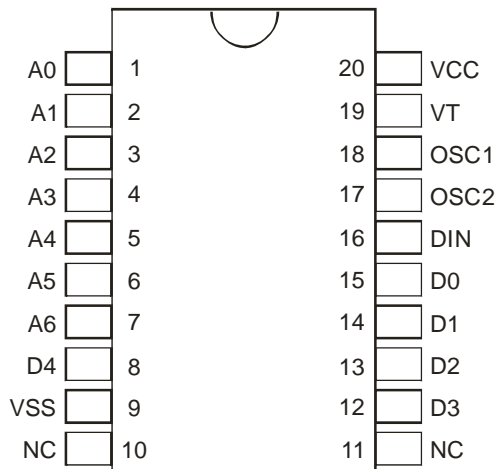 A0 1 20 VCC
A1 2 19 VT
A2 3 18 OSC1
A3 4 17 OSC2
A4 5 16 DIN
A5 6 15 D0
A6 7 14 D1
D4 8 13 D2
VSS 9 12 D3
NC 10 11 NC